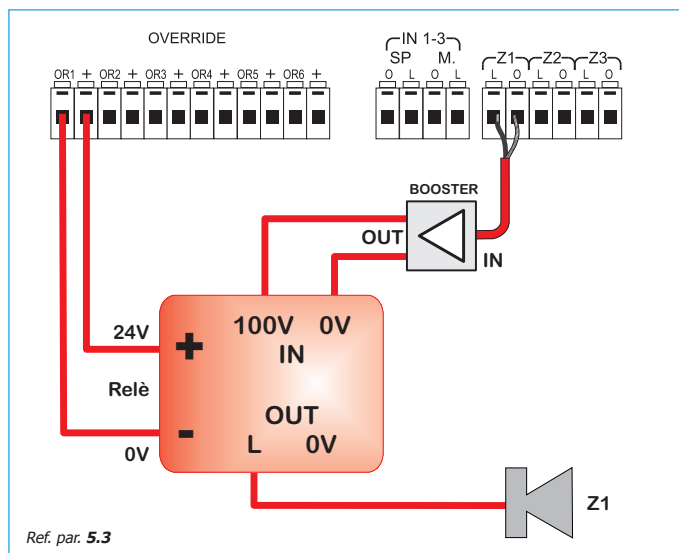 OVERRIDE
IN 1-3
SP M.
Z1 Z2 Z3
OR1 + OR2 + OR3 + OR4 + OR5 + OR6 +
O L O L
L O L O L O
BOOSTER
OUT
IN
100V 0V
IN
24V
+
Relè
OUT
-
L 0V
0V
Z1
Ref. par. 5.3